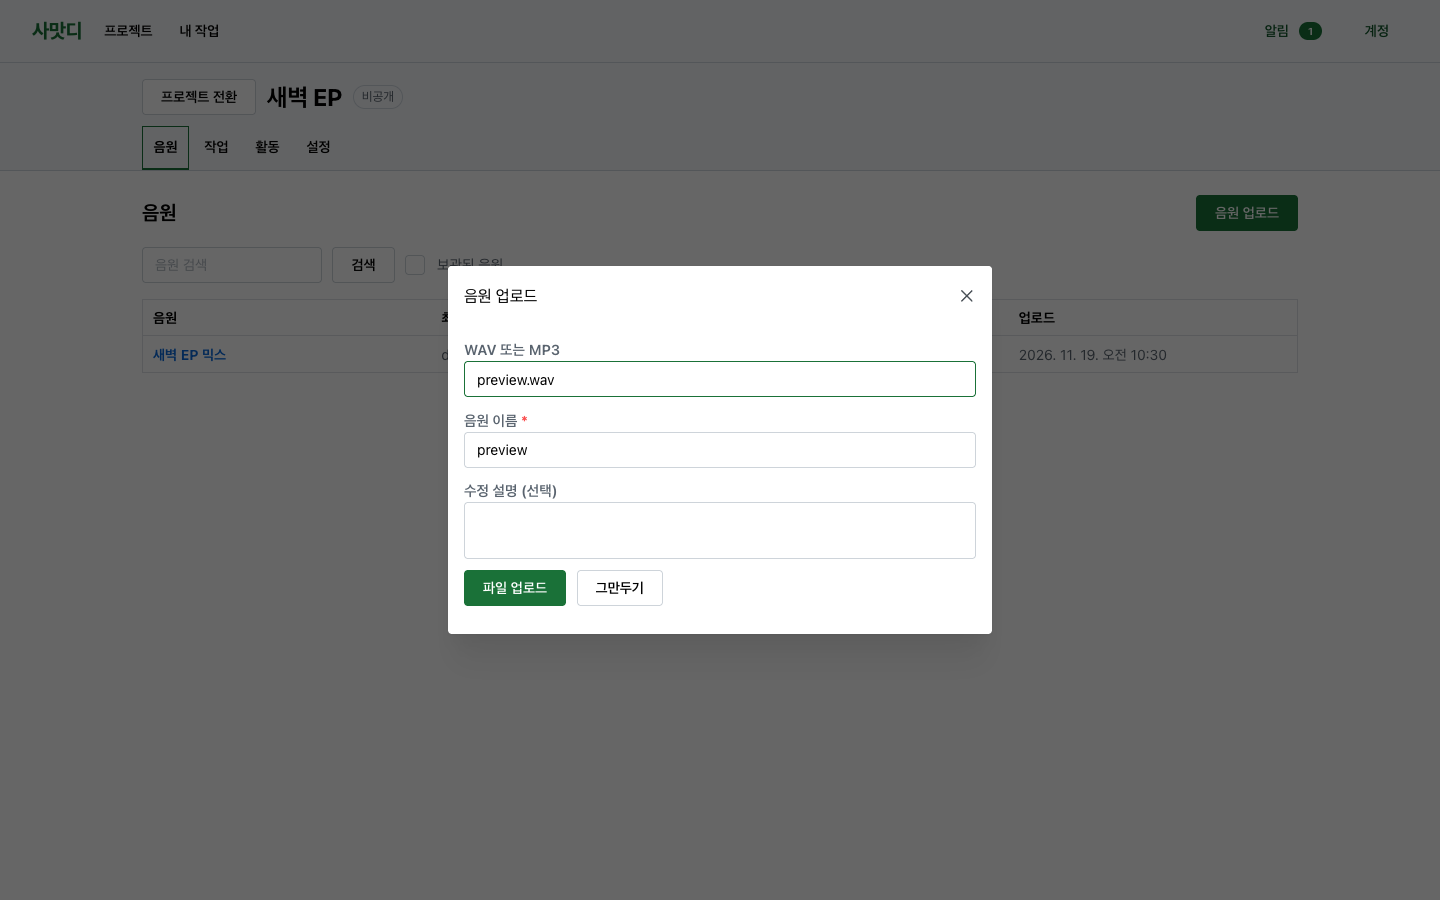 사맛디 프로젝트 내 작업 알림 1 계정
프로젝트 전환 새벽 EP 비공개
음원 작업 활동 설정
음원 음원 업로드
음원 검색 검색 보관된 음원
음원 업로드
새벽 EP 믹스 2026. 11. 19. 오전 10:30
음원 업로드
WAV 또는 MP3
preview.wav
음원 이름 *
preview
수정 설명 (선택)
파일 업로드 그만두기